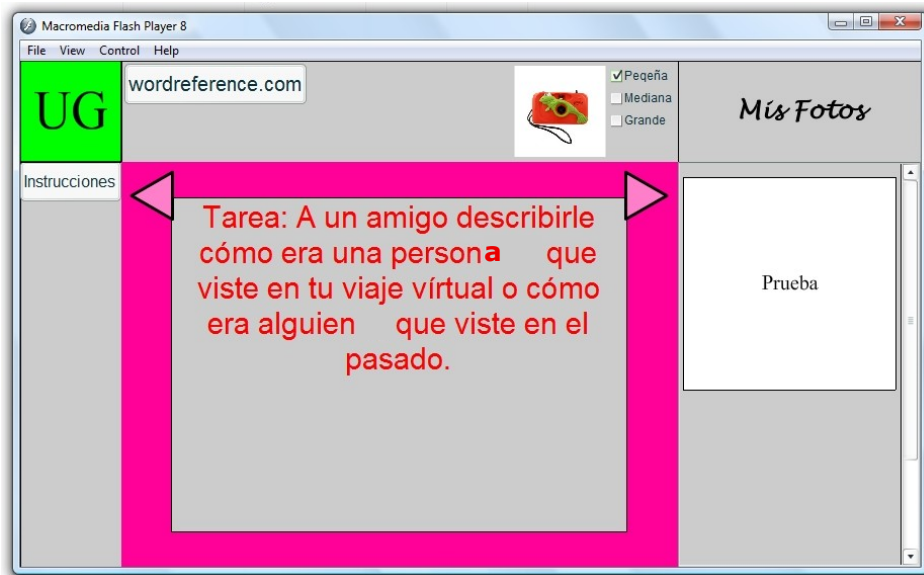 Macromedia Flash Player 8
File View Control Help
UG
wordreference.com
Peqeña
Mediana
Grande
Mis Fotos
Instrucciones
Tarea: A un amigo describirle
cómo era una persona que
viste en tu viaje vírtual o cómo
era alguien que viste en el
pasado.
Prueba